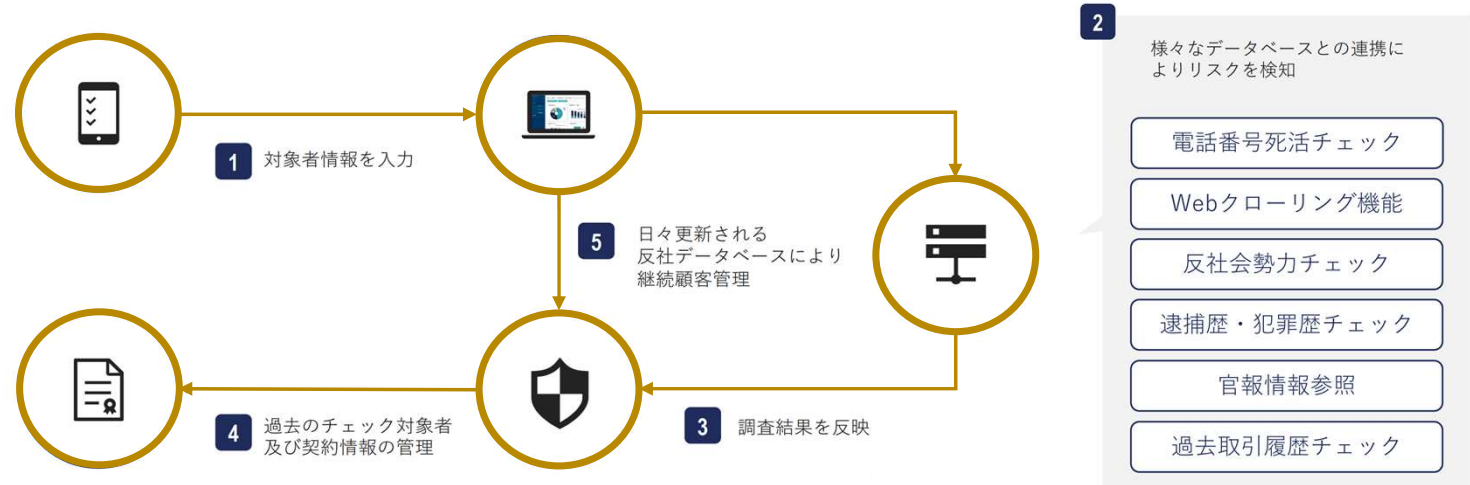 1
対象者情報を入力
2
様々なデータベースとの連携に
よりリスクを検知
電話番号死活チェック
Webクローリング機能
反社会勢力チェック
逮捕歴・犯罪歴チェック
官報情報参照
過去取引履歴チェック
5
日々更新される
反社データベースにより
継続顧客管理
3
調査結果を反映
4
過去のチェック対象者
及び契約情報の管理